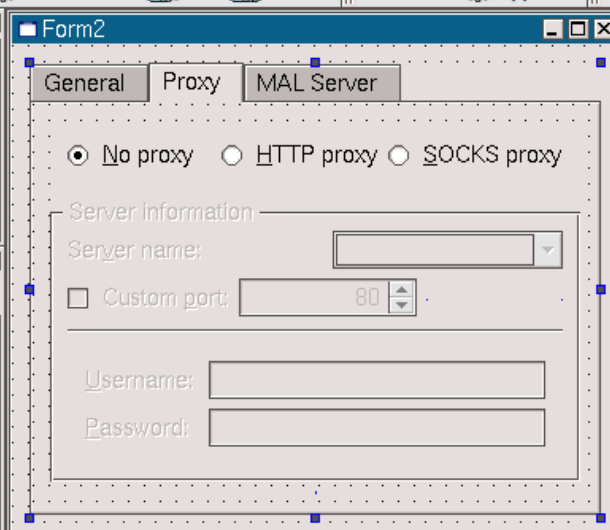 Form2
General Proxy MAL Server
No proxy HTTP proxy SOCKS proxy
Server information
Server name:
Custom port: 80
Username:
Password: